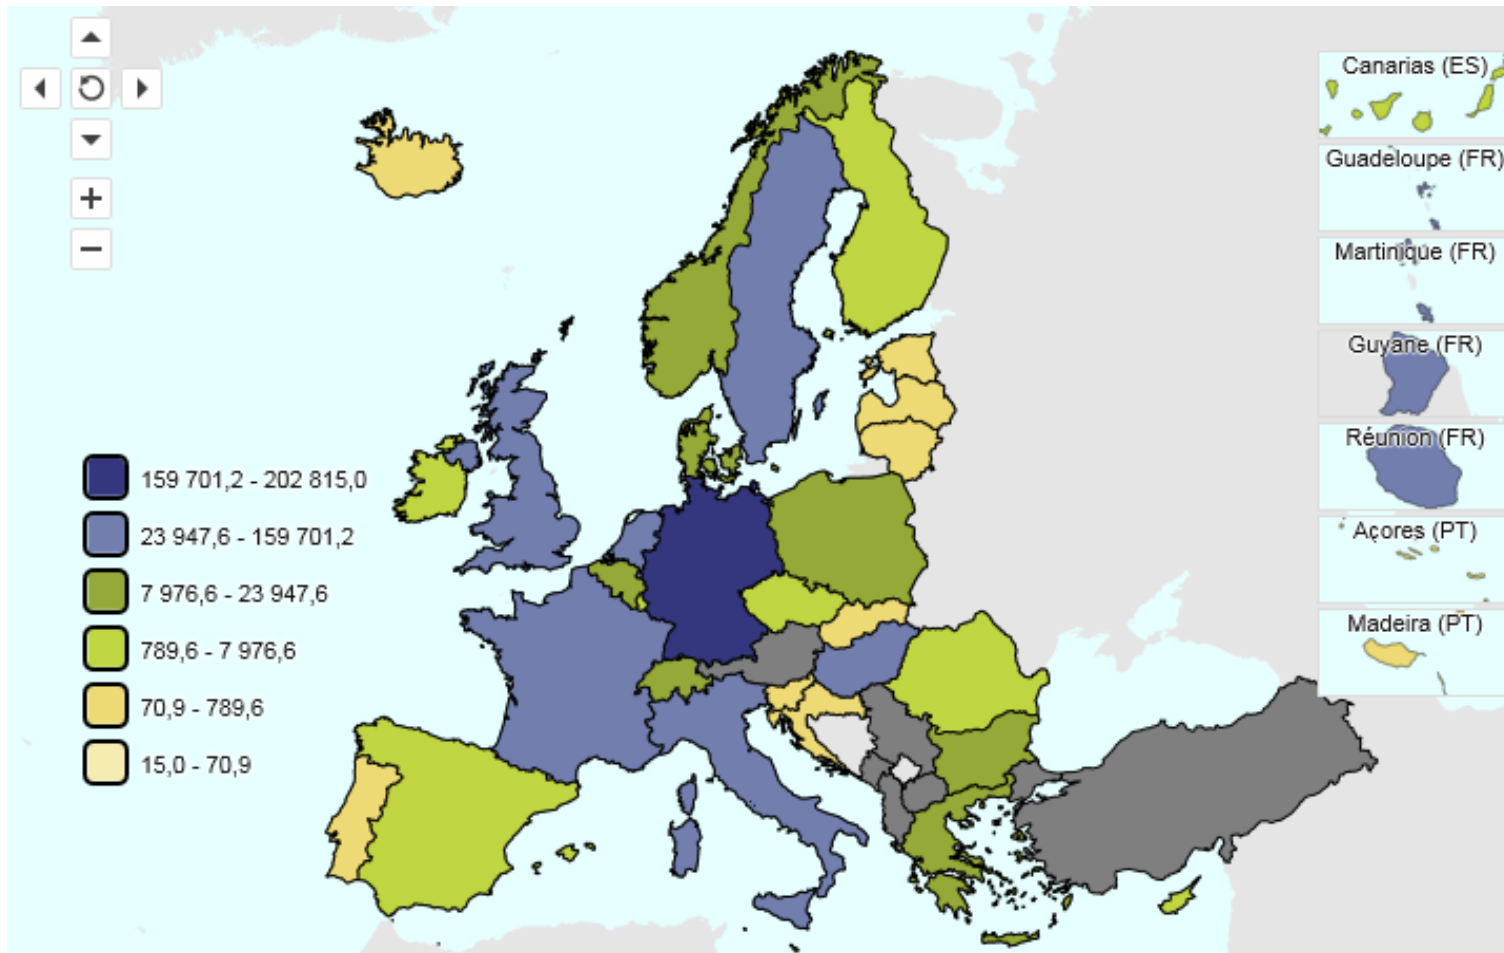 Canarias (ES)
Guadeloupe (FR)
Martinique (FR)
Guyane (FR)
Réunion (FR)
Açores (PT)
Madeira (PT)
159 701,2 - 202 815,0
23 947,6 - 159 701,2
7 976,6 - 23 947,6
789,6 - 7 976,6
70,9 - 789,6
15,0 - 70,9